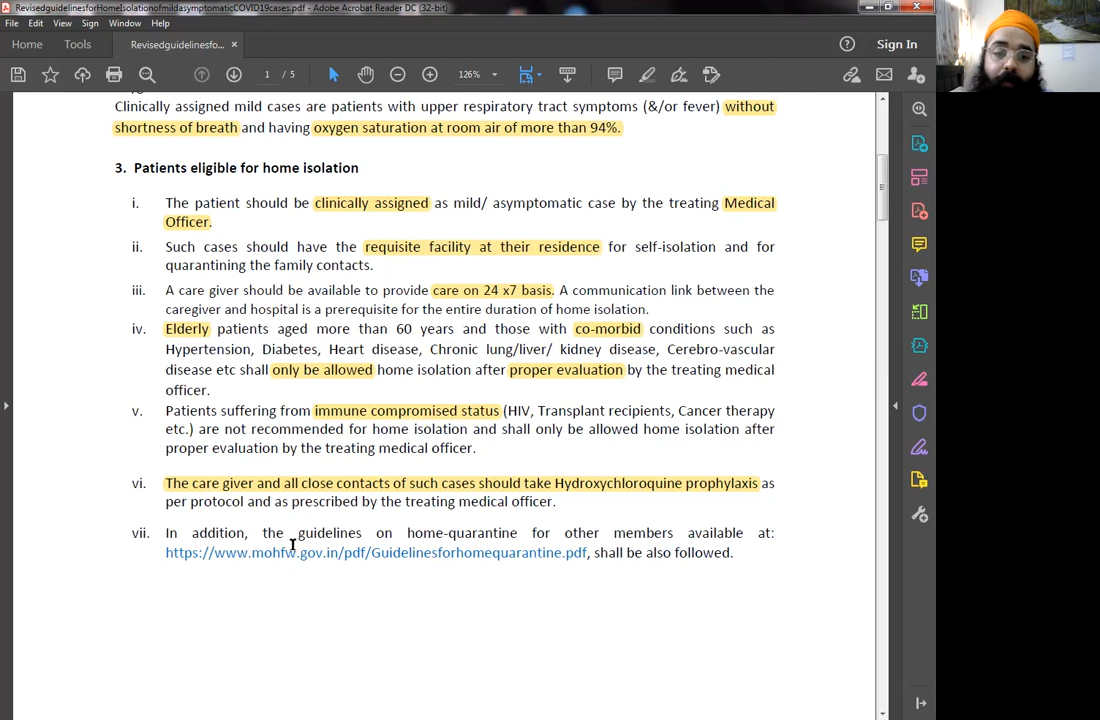 RevisedguidelinesforHomeIsolationofmildasymptomaticCOVID19cases.pdf - Adobe Acrobat Reader DC (32-bit)
File Edit View Sign Window Help
Home Tools Revisedguidelinesfo... × Sign In
1 / 5 126%
Clinically assigned mild cases are patients with upper respiratory tract symptoms (&/or fever) without
shortness of breath and having oxygen saturation at room air of more than 94%.
3. Patients eligible for home isolation
i. The patient should be clinically assigned as mild/ asymptomatic case by the treating Medical
Officer.
ii. Such cases should have the requisite facility at their residence for self-isolation and for
quarantining the family contacts.
iii. A care giver should be available to provide care on 24 x7 basis. A communication link between the
caregiver and hospital is a prerequisite for the entire duration of home isolation.
iv. Elderly patients aged more than 60 years and those with co-morbid conditions such as
Hypertension, Diabetes, Heart disease, Chronic lung/liver/ kidney disease, Cerebro-vascular
disease etc shall only be allowed home isolation after proper evaluation by the treating medical
officer.
v. Patients suffering from immune compromised status (HIV, Transplant recipients, Cancer therapy
etc.) are not recommended for home isolation and shall only be allowed home isolation after
proper evaluation by the treating medical officer.
vi. The care giver and all close contacts of such cases should take Hydroxychloroquine prophylaxis as
per protocol and as prescribed by the treating medical officer.
vii. In addition, the guidelines on home-quarantine for other members available at:
https://www.mohfw.gov.in/pdf/Guidelinesforhomequarantine.pdf, shall be also followed.